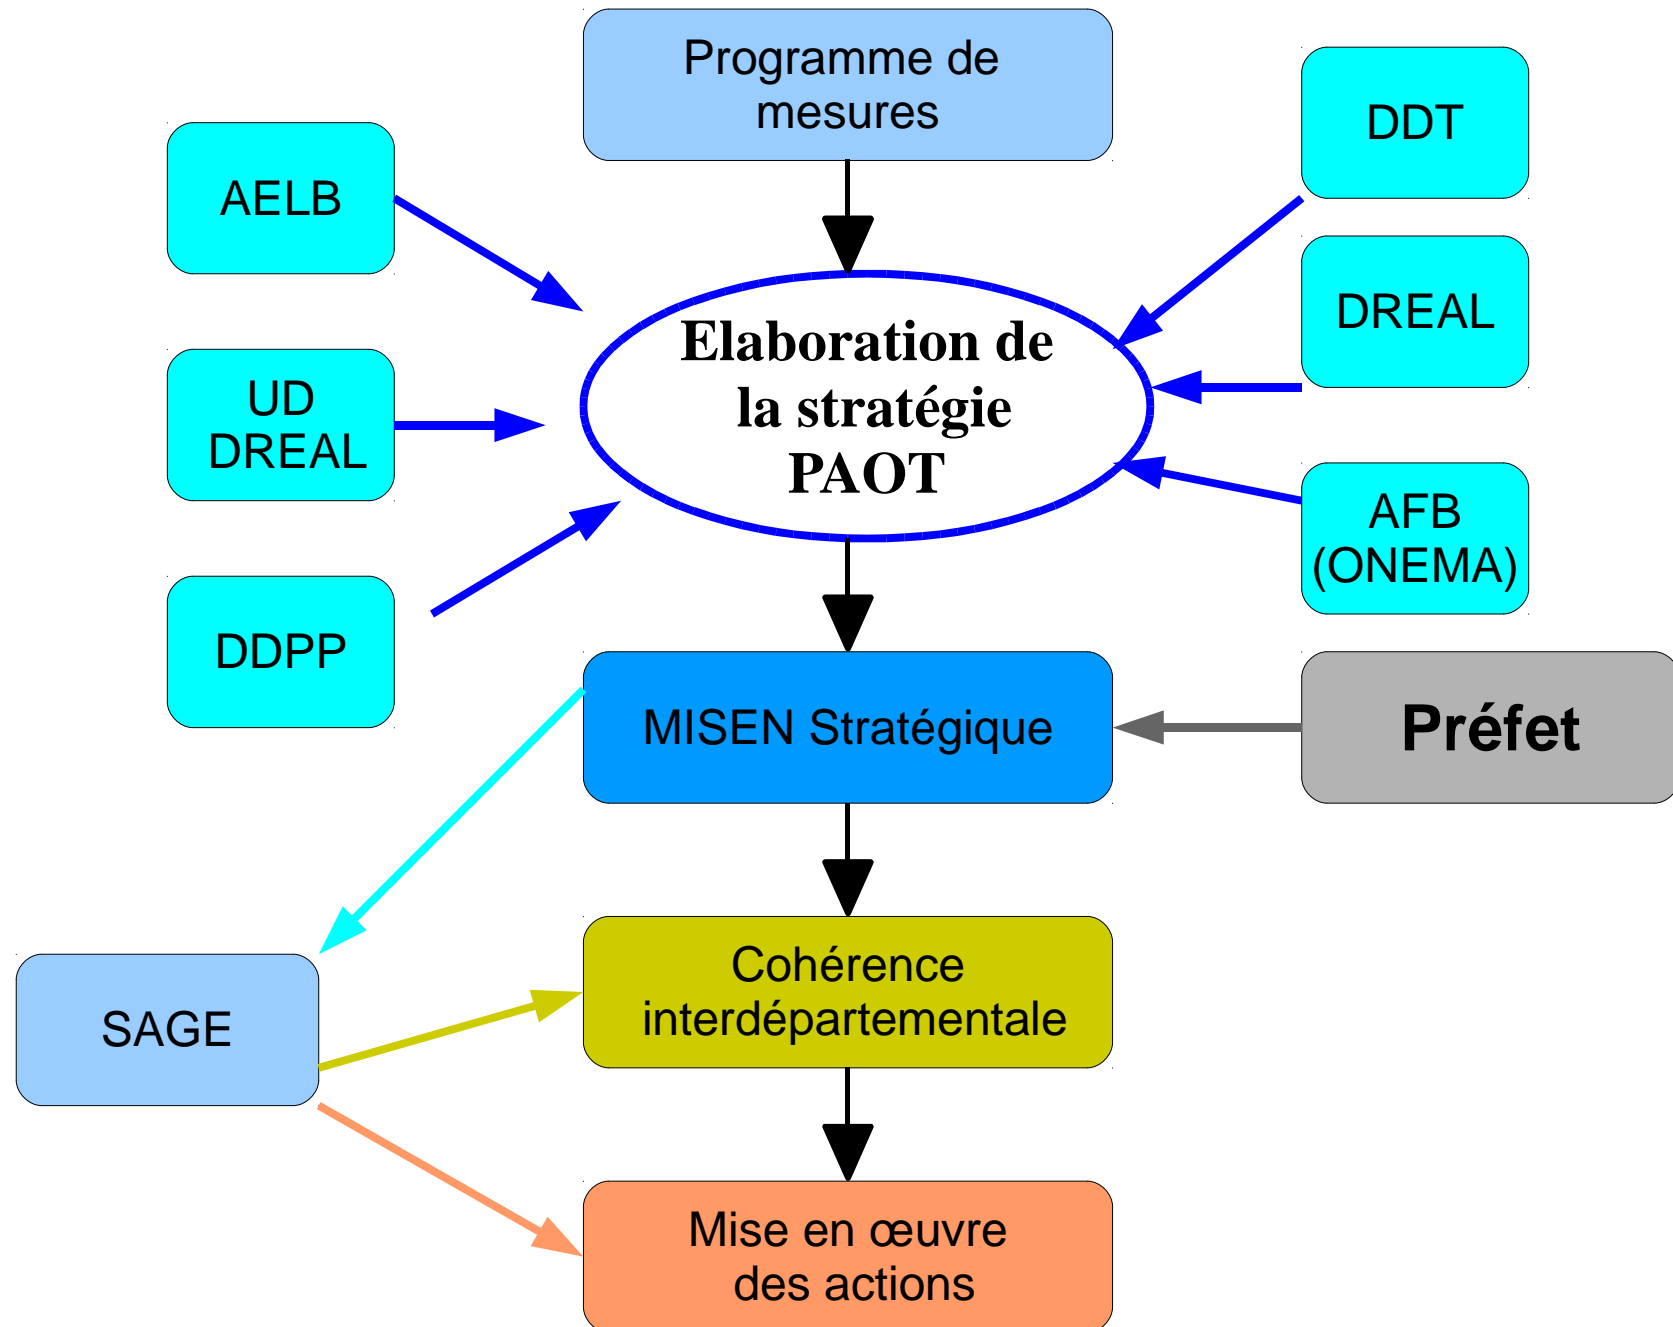 Programme de
mesures
DDT
AELB
DREAL
Elaboration de
la stratégie
PAOT
UD
DREAL
AFB
(ONEMA)
DDPP
MISEN Stratégique
Préfet
Cohérence
interdépartementale
SAGE
Mise en œuvre
des actions